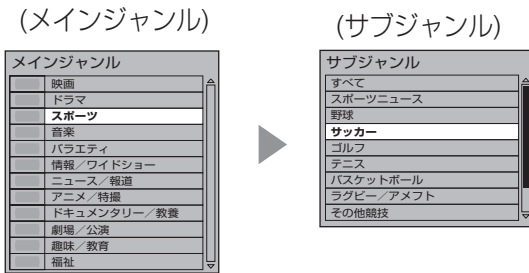 (メインジャンル)
メインジャンル
映画
ドラマ
スポーツ
音楽
バラエティ
情報／ワイドショー
ニュース／報道
アニメ／特撮
ドキュメンタリー／教養
劇場／公演
趣味／教育
福祉
(サブジャンル)
サブジャンル
すべて
スポーツニュース
野球
サッカー
ゴルフ
テニス
バスケットボール
ラグビー／アメフト
その他競技